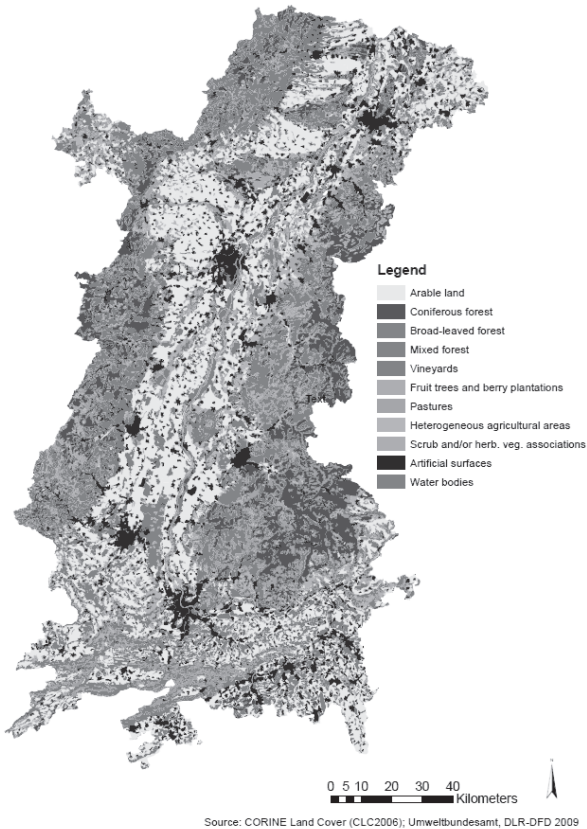 Text
Legend
Arable land
Coniferous forest
Broad-leaved forest
Mixed forest
Vineyards
Fruit trees and berry plantations
Pastures
Heterogeneous agricultural areas
Scrub and/or herb. veg. associations
Artificial surfaces
Water bodies
0 5 10 20 30 40
Kilometers
Source: CORINE Land Cover (CLC2006); Umweltbundesamt, DLR-DFD 2009